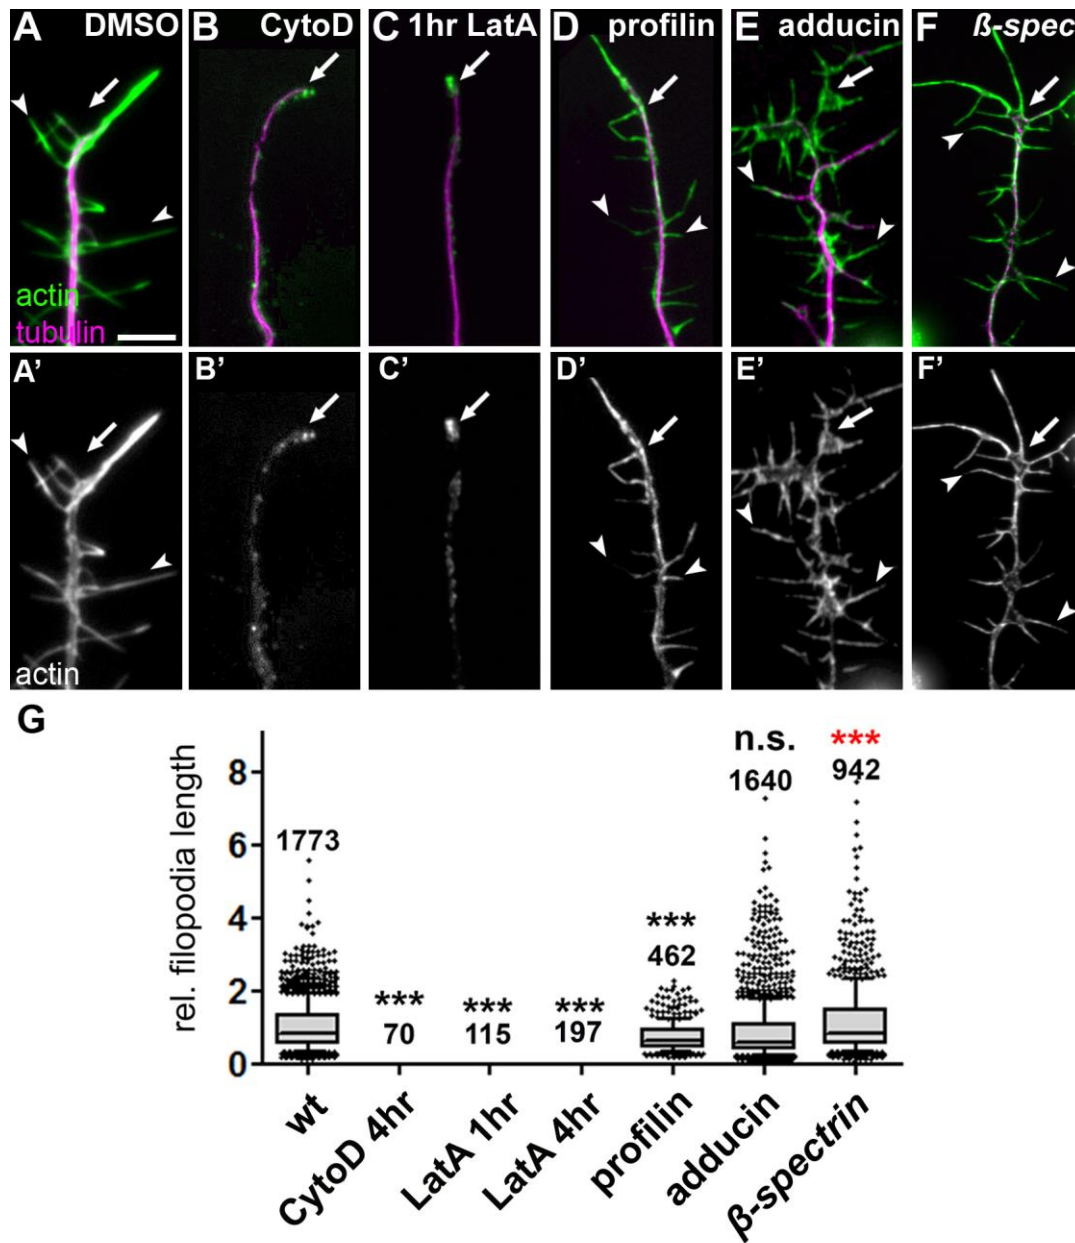 A DMSO B CytoD C 1hr LatA D profilin E adducin F ß-spec
actin
tubulin
A’ B’ C’ D’ E’ F’
actin
G
rel. filopodia length
8
6
4
2
0
1773
***
70
***
115
***
197
***
462
n.s.
1640
***
942
wt
CytoD 4hr
LatA 1hr
LatA 4hr
profilin
adducin
β-spectrin